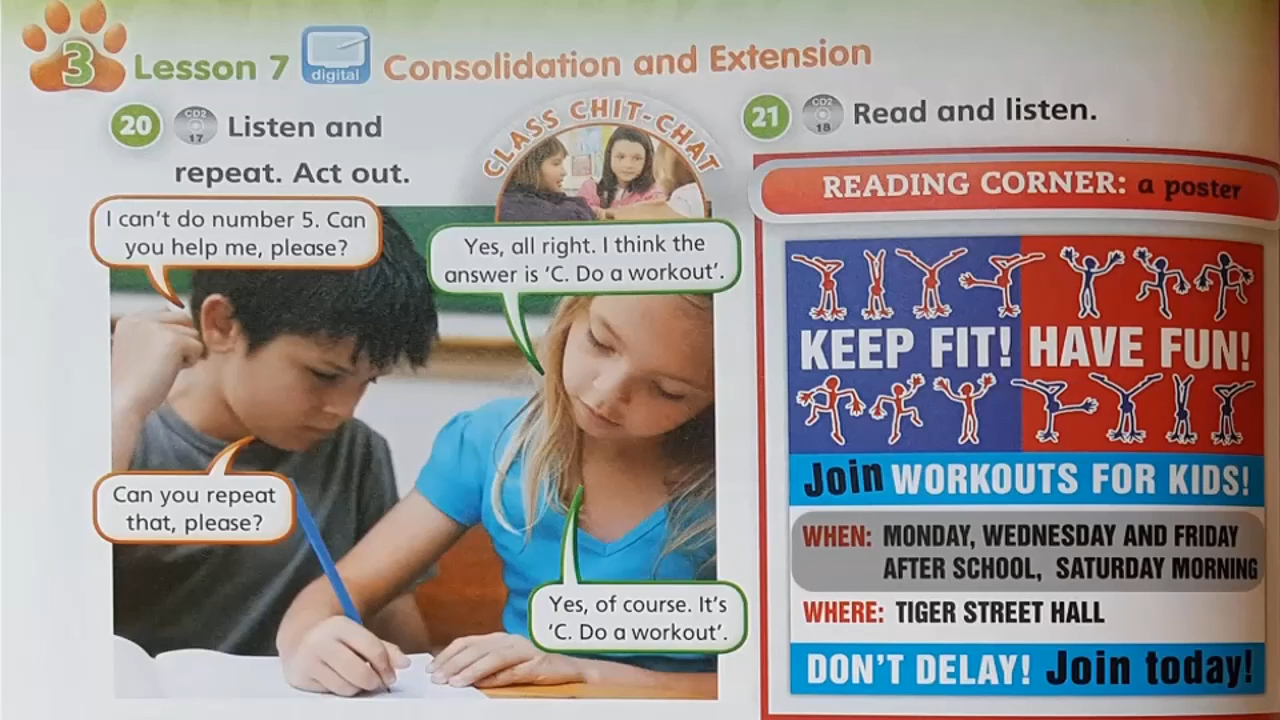 3 Lesson 7 digital Consolidation and Extension
20 CD2 17 Listen and
repeat. Act out.
CLASS CHIT-CHAT
I can't do number 5. Can
you help me, please?
Yes, all right. I think the
answer is 'C. Do a workout'.
Can you repeat
that, please?
Yes, of course. It's
'C. Do a workout'.
21 CD2 18 Read and listen.
READING CORNER: a poster
KEEP FIT! HAVE FUN!
Join WORKOUTS FOR KIDS!
WHEN: MONDAY, WEDNESDAY AND FRIDAY
AFTER SCHOOL, SATURDAY MORNING
WHERE: TIGER STREET HALL
DON'T DELAY! Join today!